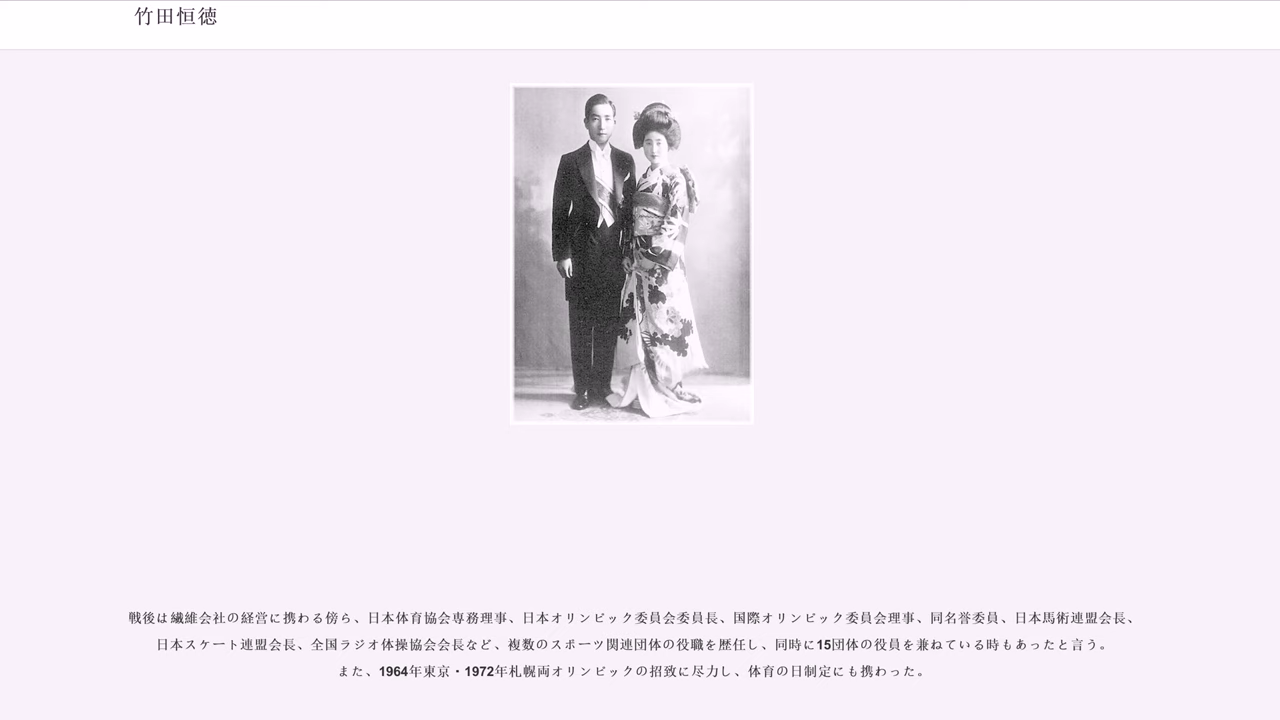 竹田恒徳
戦後は繊維会社の経営に携わる傍ら、日本体育協会専務理事、日本オリンピック委員会委員長、国際オリンピック委員会理事、同名誉委員、日本馬術連盟会長、
日本スケート連盟会長、全国ラジオ体操協会会長など、複数のスポーツ関連団体の役職を歴任し、同時に15団体の役員を兼ねている時もあったと言う。
また、1964年東京・1972年札幌両オリンピックの招致に尽力し、体育の日制定にも携わった。